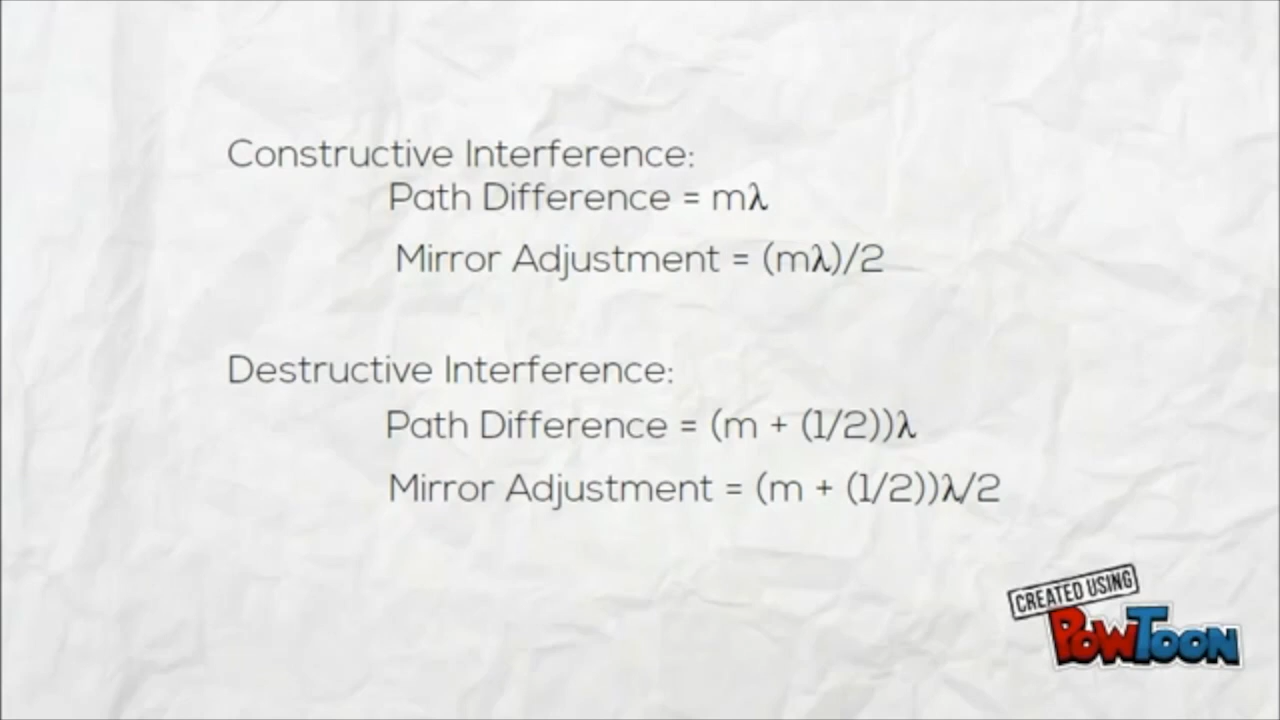 Constructive Interference:
Path Difference = mλ
Mirror Adjustment = (mλ)/2
Destructive Interference:
Path Difference = (m + (1/2))λ
Mirror Adjustment = (m + (1/2))λ/2
CREATED USING
POWTOON